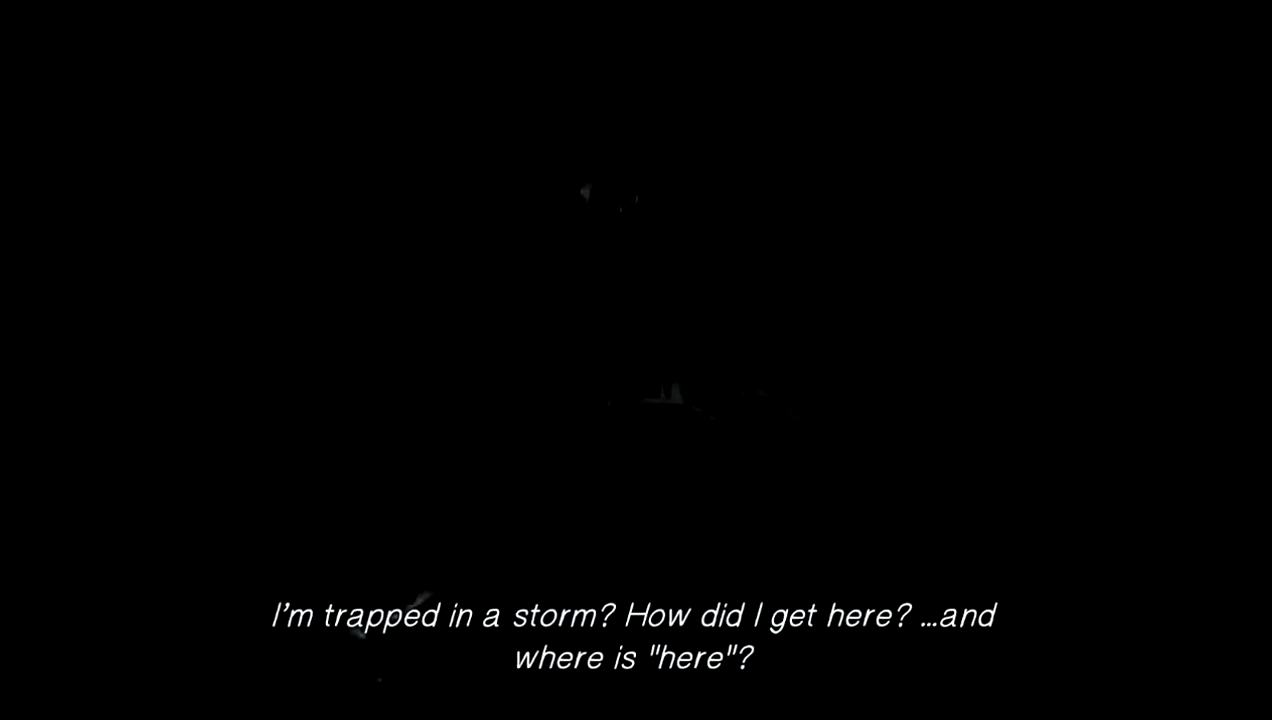 I'm trapped in a storm? How did I get here? ...and
where is "here"?